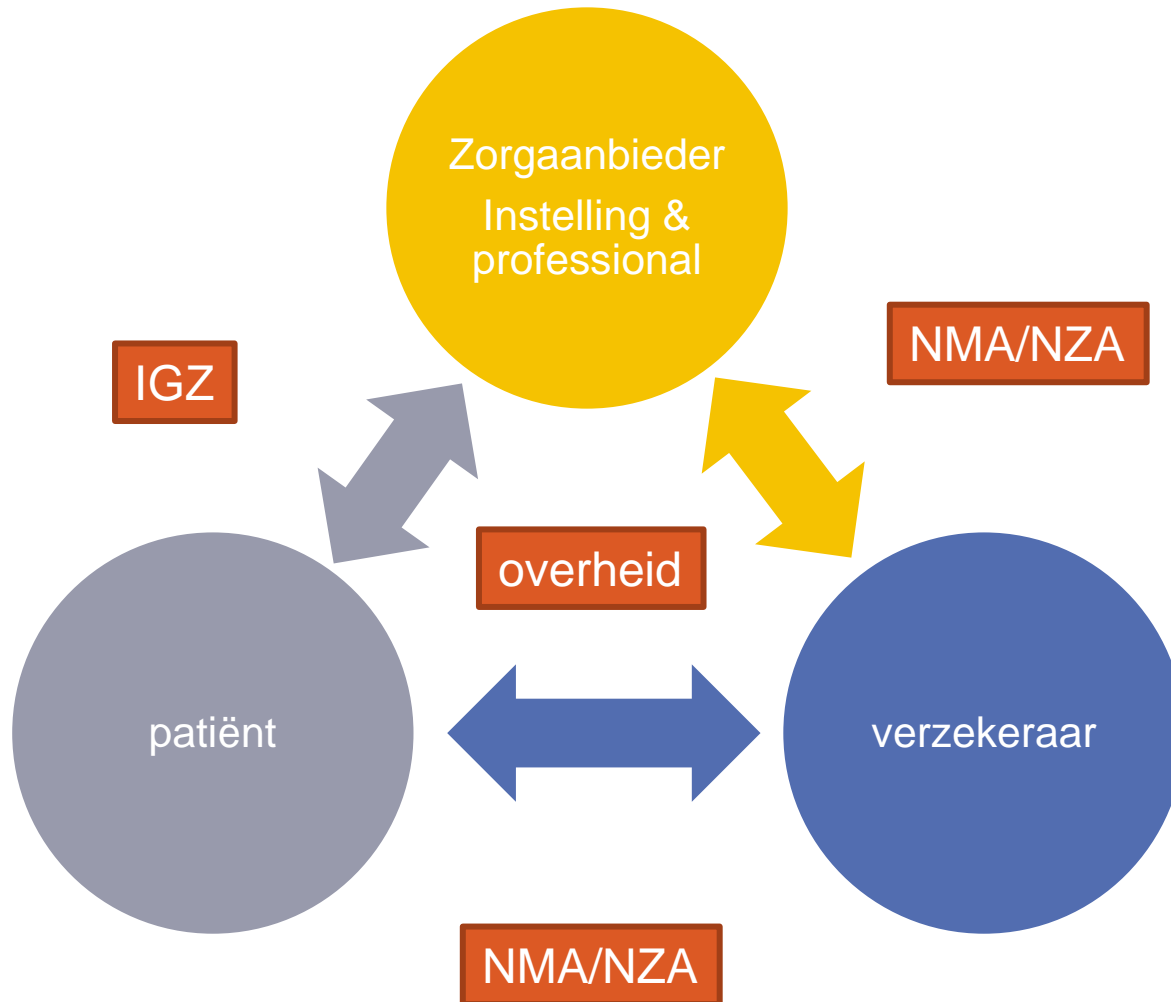 Zorgaanbieder
Instelling &
professional
NMA/NZA
IGZ
overheid
patiënt
verzekeraar
NMA/NZA